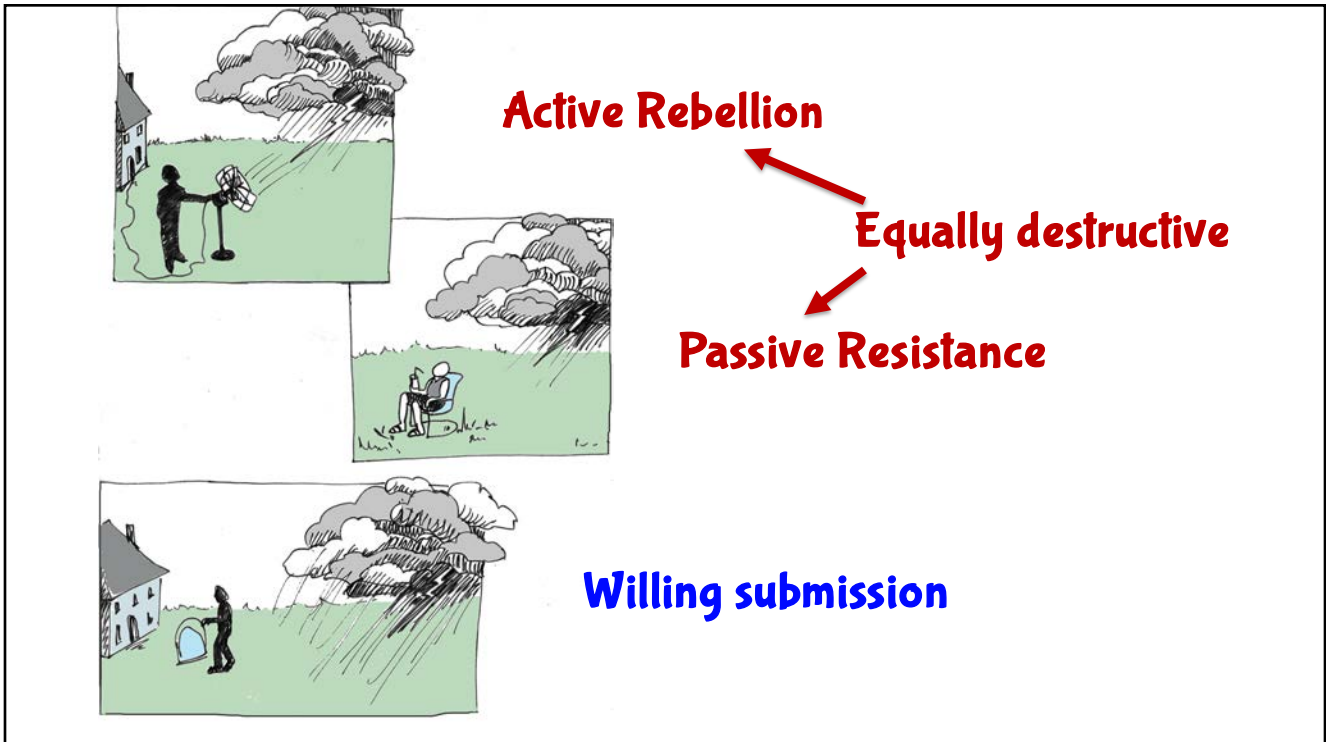 Active Rebellion
Equally destructive
Passive Resistance
Willing submission